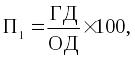 П₁ = ГД/ОД × 100,